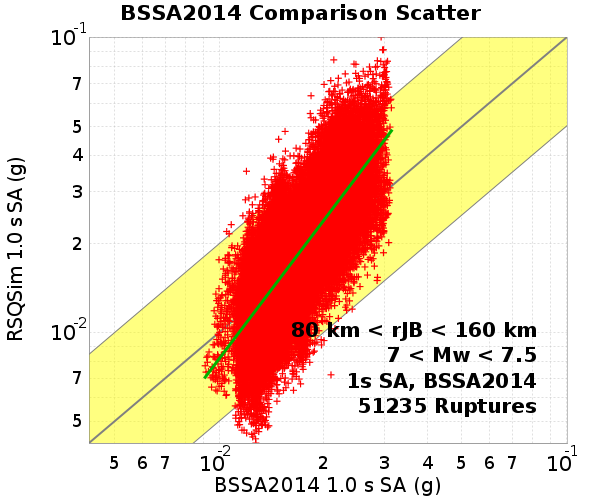 BSSA2014 Comparison Scatter
10-1
7
5
4
3
2
10-2
7
5
RSQSim 1.0 s SA (g)
80 km < rJB < 160 km
7 < Mw < 7.5
1s SA, BSSA2014
51235 Ruptures
5 6 7 10-2 2 3 4 5 6 7 10-1
BSSA2014 1.0 s SA (g)